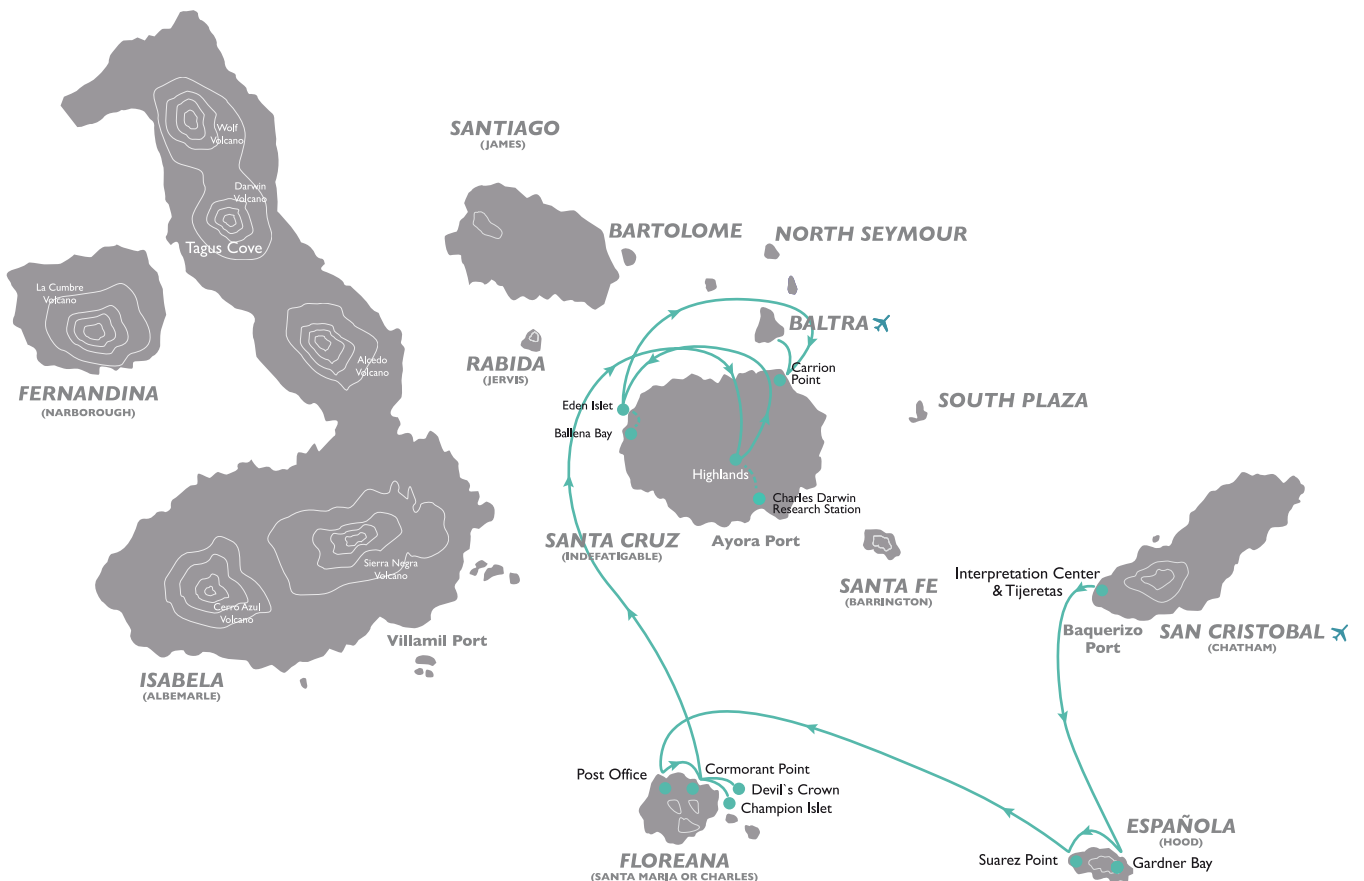 Wolf
Volcano
Darwin
Volcano
Tagus Cove
La Cumbre
Volcano
Alcedo
Volcano
FERNANDINA
(NARBOROUGH)
SANTIAGO
(JAMES)
BARTOLOME
NORTH SEYMOUR
BALTRA
RABIDA
(JERVIS)
Carrion
Point
SOUTH PLAZA
Eden Islet
Ballena Bay
Highlands
Charles Darwin
Research Station
SANTA CRUZ
(INDEFATIGABLE)
Ayora Port
SANTA FE
(BARRINGTON)
Interpretation Center
& Tijeretas
Baquerizo
Port
SAN CRISTOBAL
(CHATHAM)
Sierra Negra
Volcano
Cerro Azul
Volcano
Villamil Port
ISABELA
(ALBEMARLE)
Post Office
Cormorant Point
Devil`s Crown
Champion Islet
FLOREANA
(SANTA MARIA OR CHARLES)
ESPAÑOLA
(HOOD)
Suarez Point
Gardner Bay